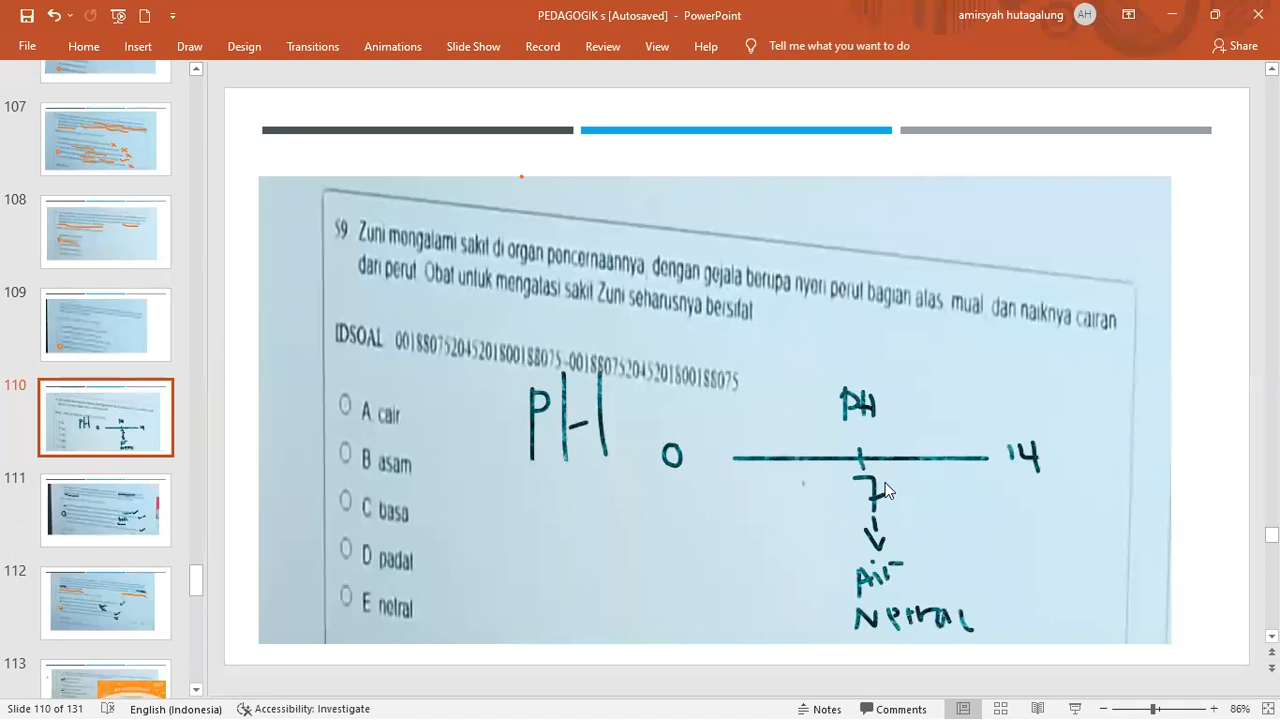 PEDAGOGIK s [Autosaved] - PowerPoint
amirsyah hutagalung AH
File Home Insert Draw Design Transitions Animations Slide Show Record Review View Help Tell me what you want to do Share
107
108
109
110
111
112
113
59 Zuni mengalami sakit di organ pencernaannya, dengan gejala berupa nyeri perut bagian atas, mual dan naiknya cairan
dari perut Obat untuk mengatasi sakit Zuni seharusnya bersifat
IDSOAL 001880752045201800188075-00188075204520180018​8075
A cair
B asam
C basa
D padat
E netral
PH
PH
0
14
7
Air
Netral
Slide 110 of 131 English (Indonesia) Accessibility: Investigate Notes Comments 86%